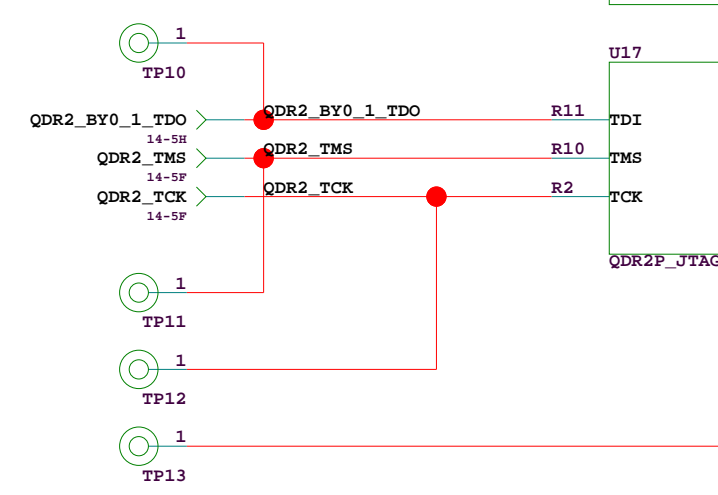 1
TP10
U17
QDR2_BY0_1_TDO
QDR2_BY0_1_TDO
R11
TDI
14-5H
QDR2_TMS
QDR2_TMS
R10
TMS
14-5F
QDR2_TCK
QDR2_TCK
R2
TCK
14-5F
QDR2P_JTAG
1
TP11
1
TP12
1
TP13